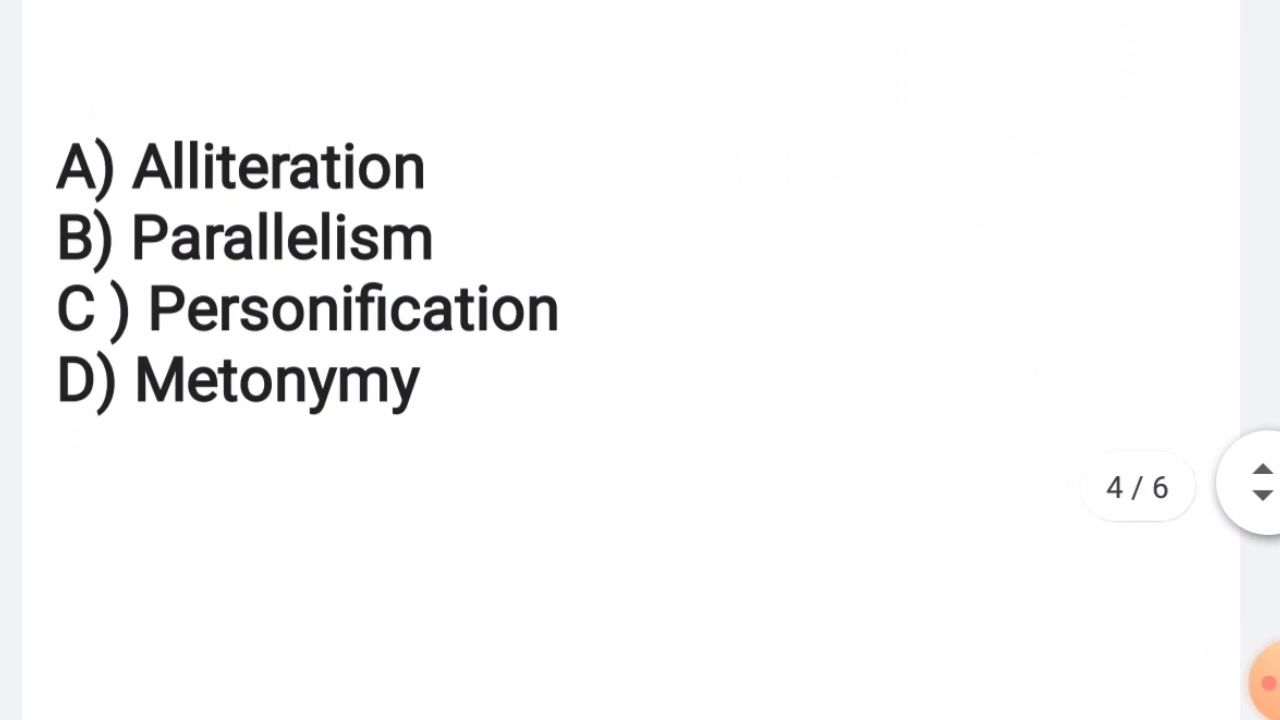 A) Alliteration
B) Parallelism
C ) Personification
D) Metonymy
4 / 6